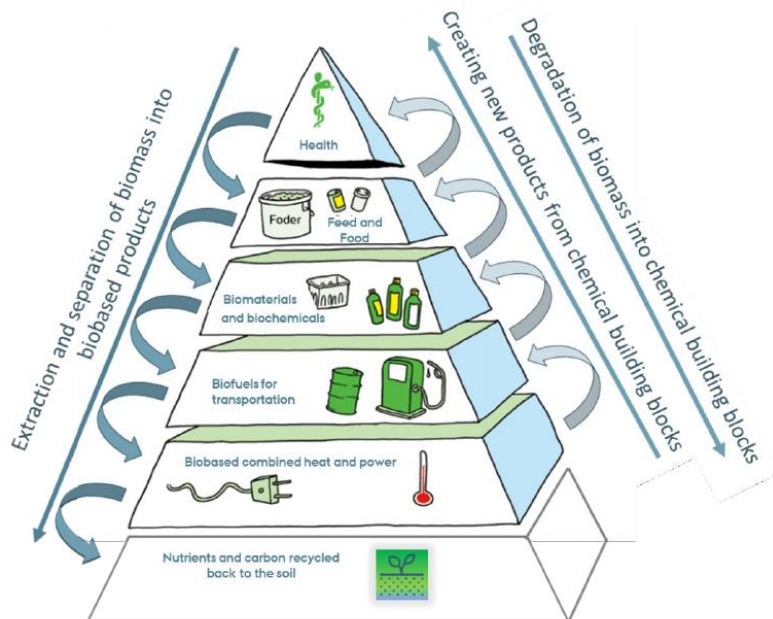 Extraction and separation of biomass into
biobased products
Creating new products from chemical building blocks
Degradation of biomass into chemical building blocks
Health
Foder
Feed and
Food
Biomaterials
and biochemicals
Biofuels for
transportation
Biobased combined heat and power
Nutrients and carbon recycled
back to the soil